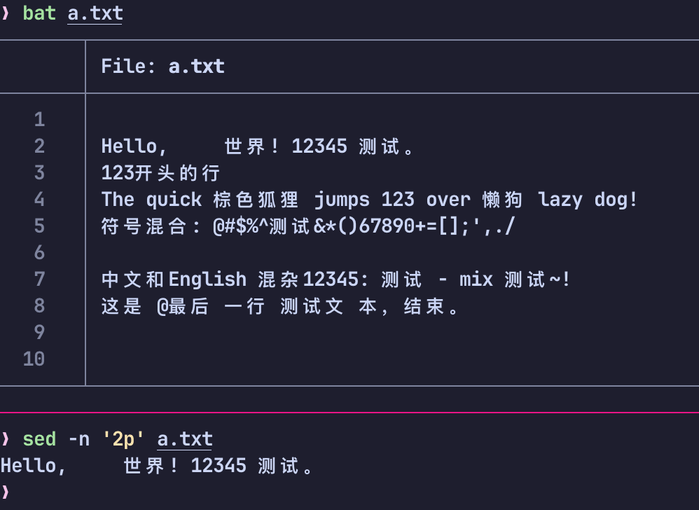 ❯ bat a.txt
File: a.txt
1
2 Hello,     世界！12345 测试。
3 123开头的行
4 The quick 棕色狐狸 jumps 123 over 懒狗 lazy dog!
5 符号混合：@#$%^测试&*()67890+=[];',./
6
7 中文和English 混杂12345: 测试 - mix 测试~!
8 这是 @最后 一行 测试文 本，结束。
9
10
❯ sed -n '2p' a.txt
Hello,     世界！12345 测试。
❯